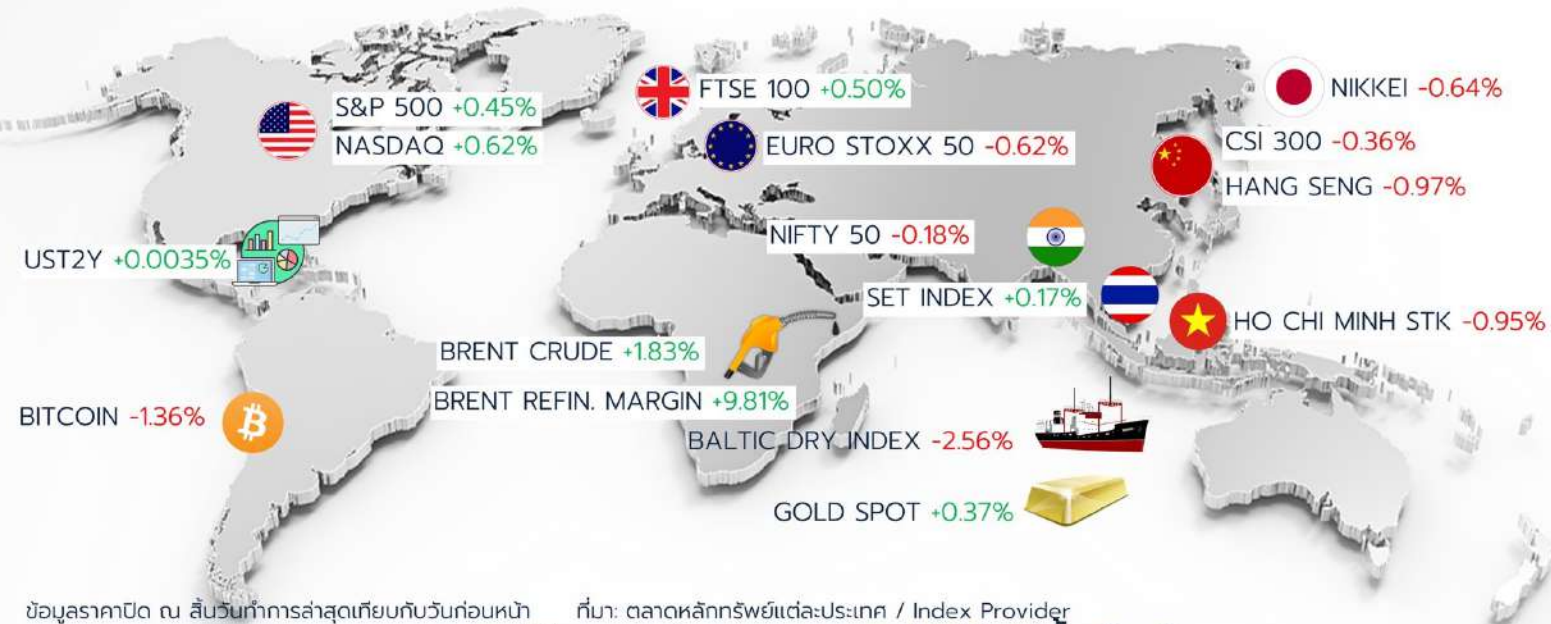 S&P 500 +0.45%
NASDAQ +0.62%
FTSE 100 +0.50%
EURO STOXX 50 -0.62%
NIKKEI -0.64%
CSI 300 -0.36%
HANG SENG -0.97%
UST2Y +0.0035%
NIFTY 50 -0.18%
SET INDEX +0.17%
HO CHI MINH STK -0.95%
BRENT CRUDE +1.83%
BRENT REFIN. MARGIN +9.81%
BITCOIN -1.36%
BALTIC DRY INDEX -2.56%
GOLD SPOT +0.37%
ข้อมูลราคาปิด ณ สิ้นวันทำการล่าสุดเทียบกับวันก่อนหน้า ที่มา: ตลาดหลักทรัพย์แต่ละประเทศ / Index Provider